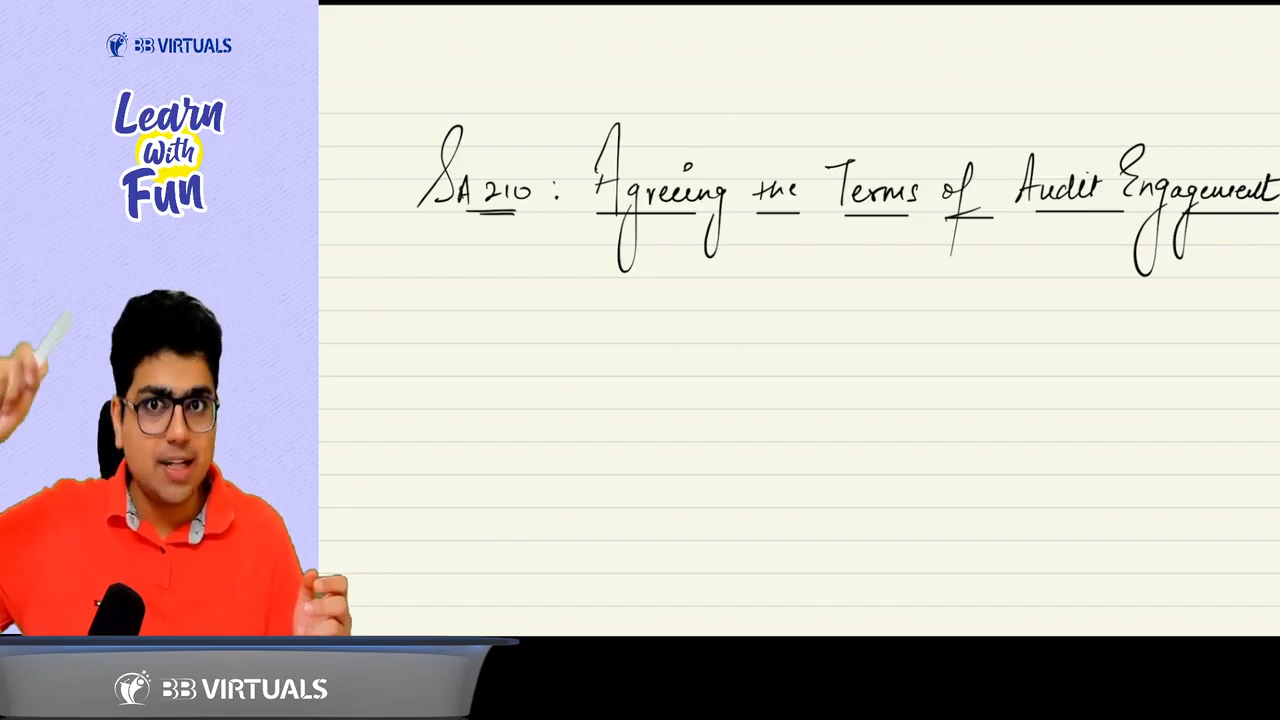 BB VIRTUALS
Learn
With
Fun
SA 210 : Agreeing the Terms of Audit Engagement
BB VIRTUALS